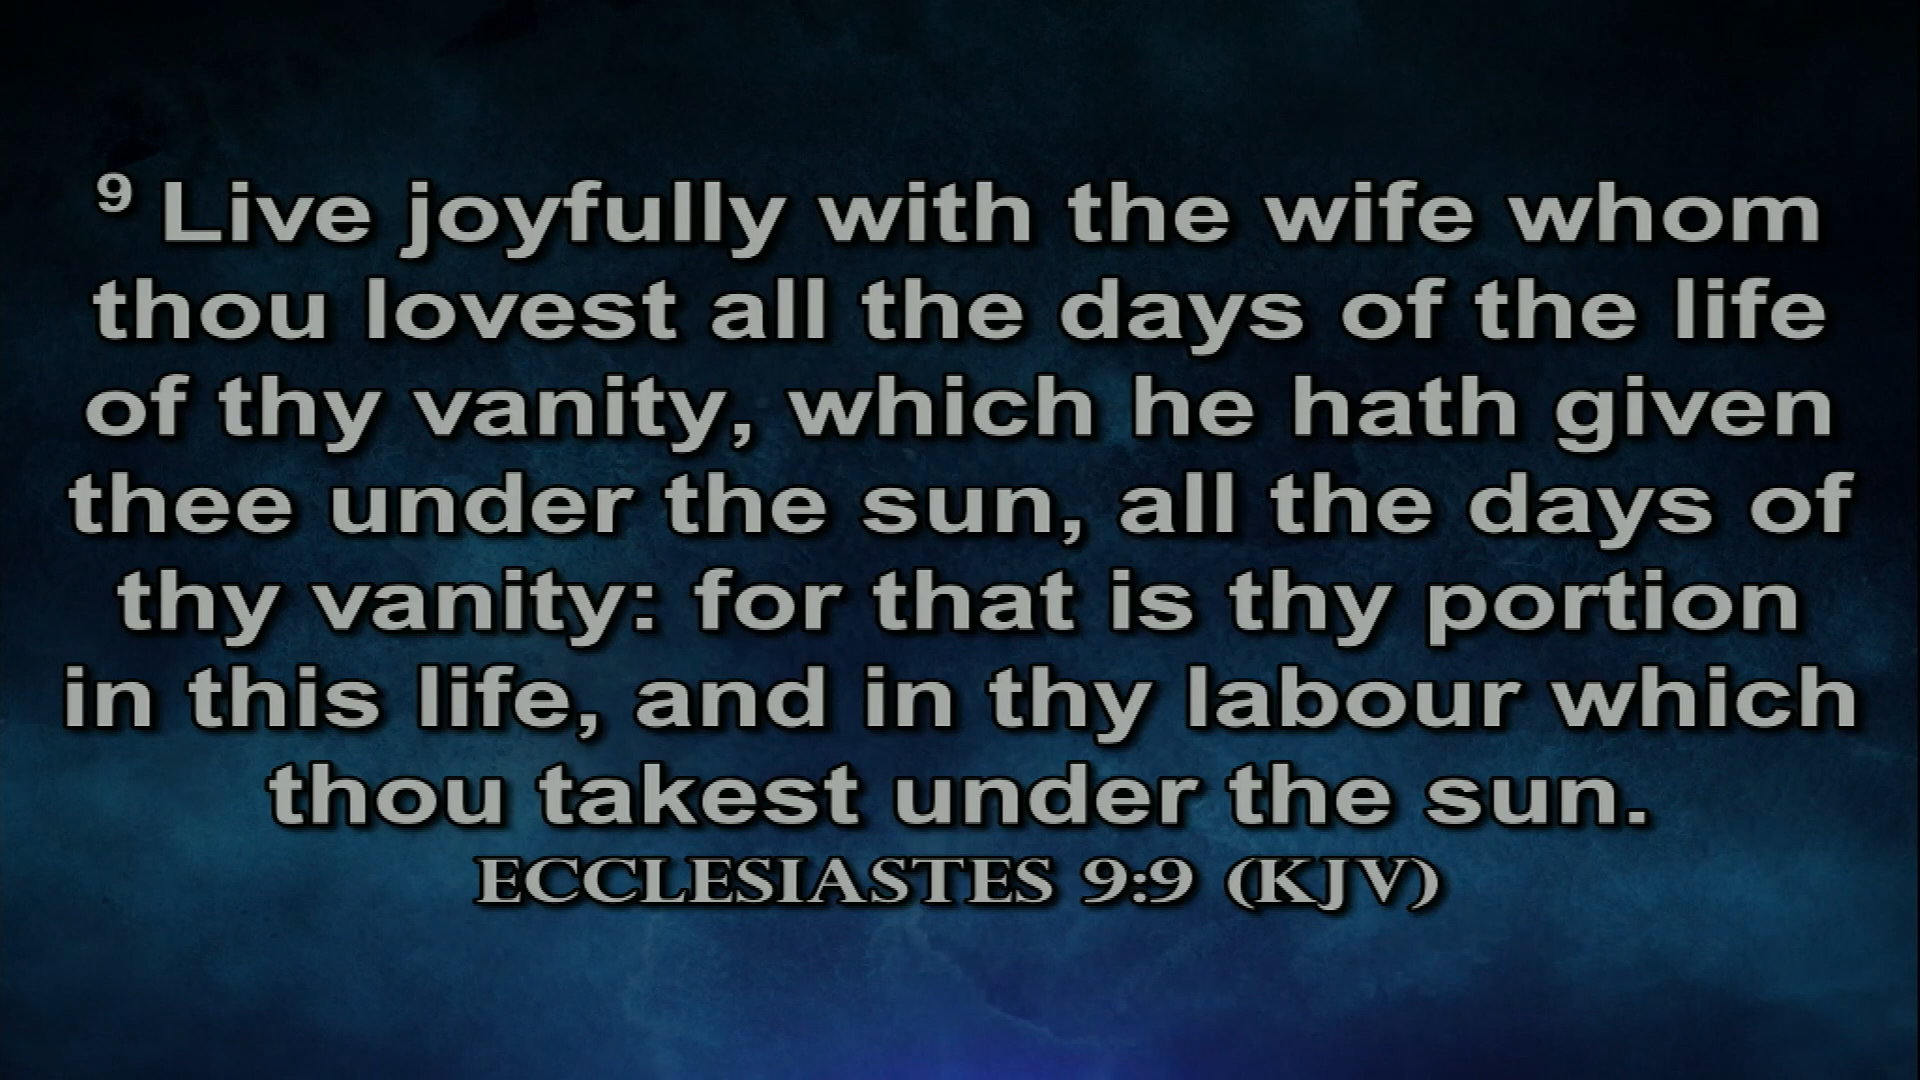 9 Live joyfully with the wife whom
thou lovest all the days of the life
of thy vanity, which he hath given
thee under the sun, all the days of
thy vanity: for that is thy portion
in this life, and in thy labour which
thou takest under the sun.
ECCLESIASTES 9:9 (KJV)